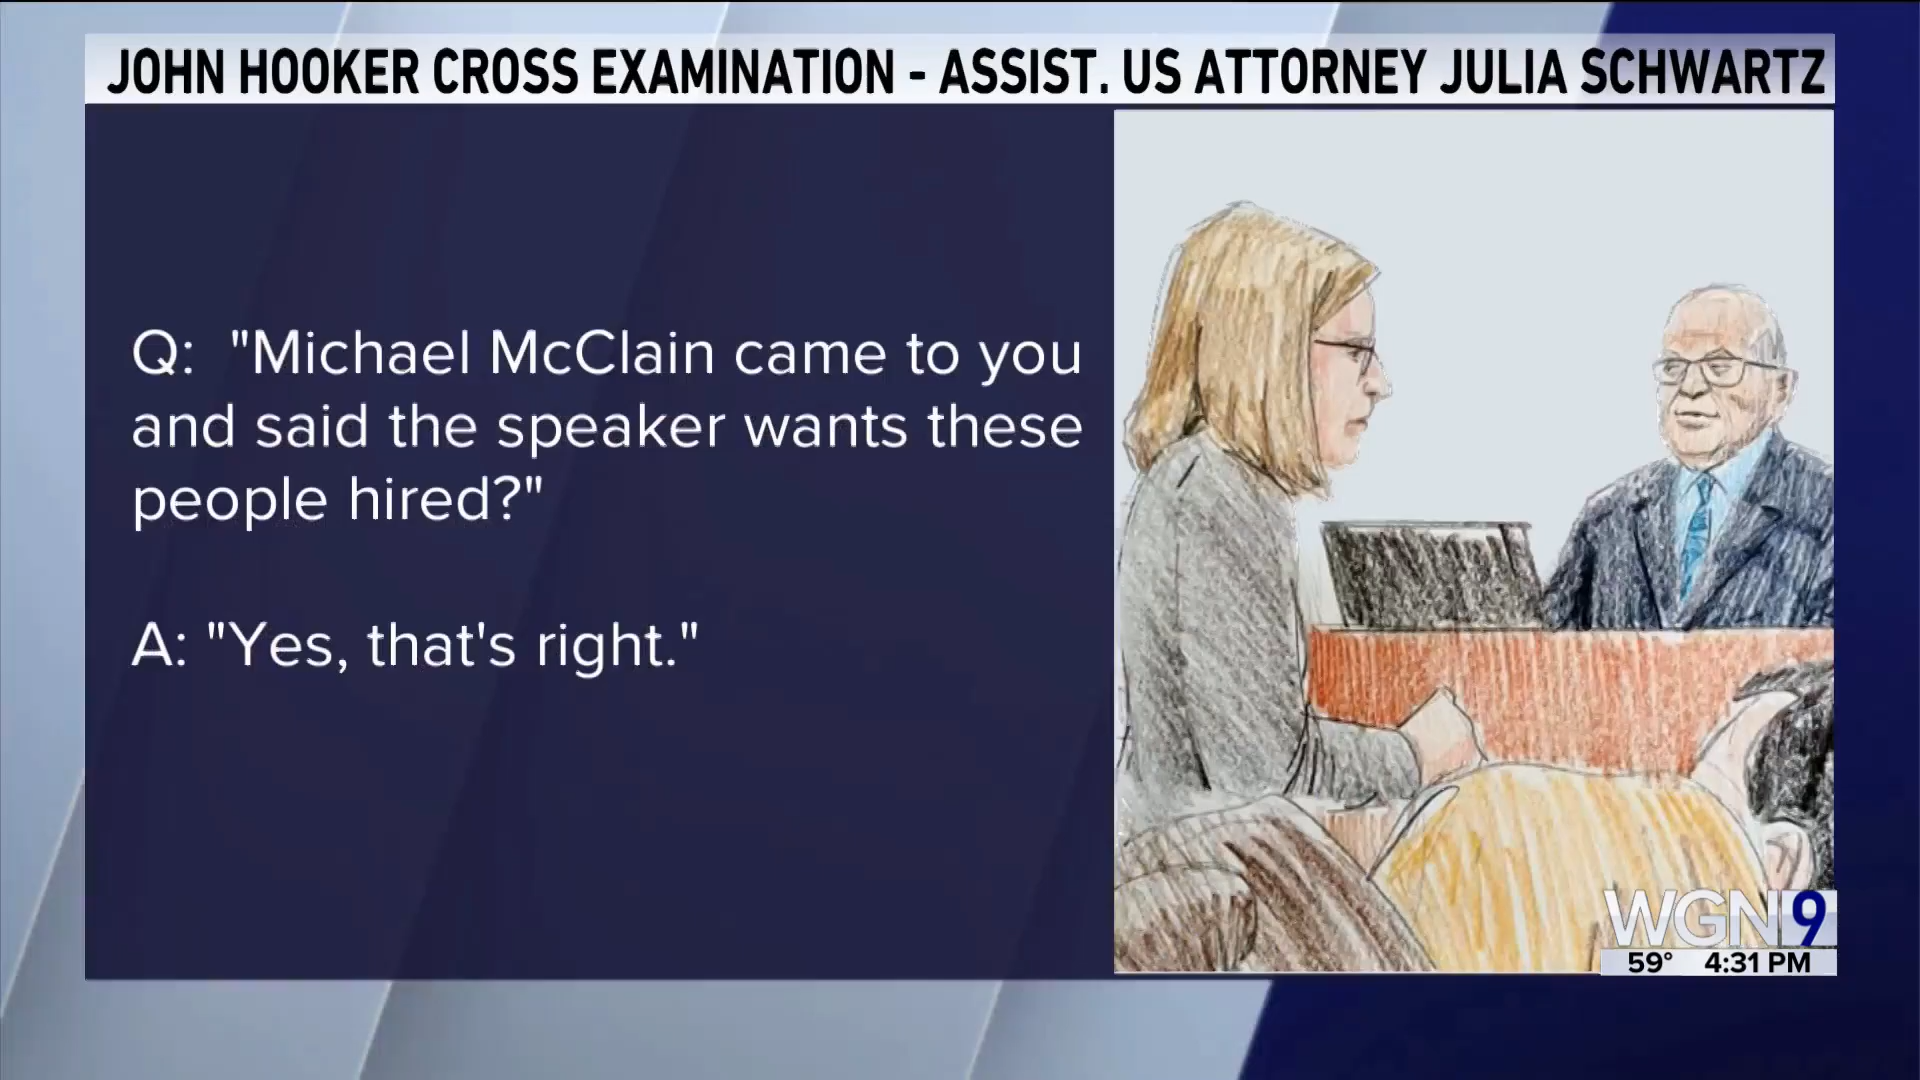 JOHN HOOKER CROSS EXAMINATION - ASSIST. US ATTORNEY JULIA SCHWARTZ
Q:  "Michael McClain came to you
and said the speaker wants these
people hired?"
A: "Yes, that's right."
WGN9
59° 4:31 PM